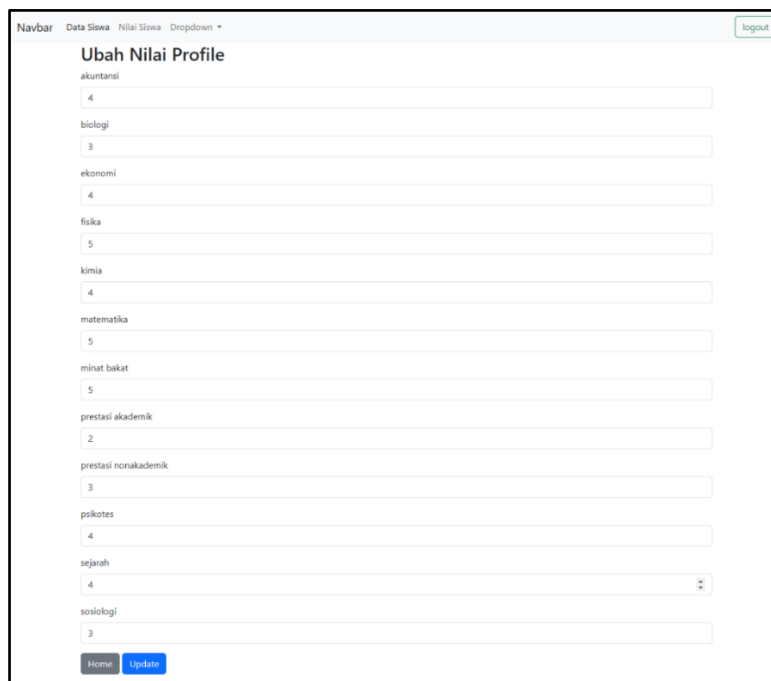 Navbar Data Siswa Nilai Siswa Dropdown logout
Ubah Nilai Profile
akuntansi
4
biologi
3
ekonomi
4
fisika
5
kimia
4
matematika
5
minat bakat
5
prestasi akademik
2
prestasi nonakademik
3
psikotes
4
sejarah
4
sosiologi
3
Home Update